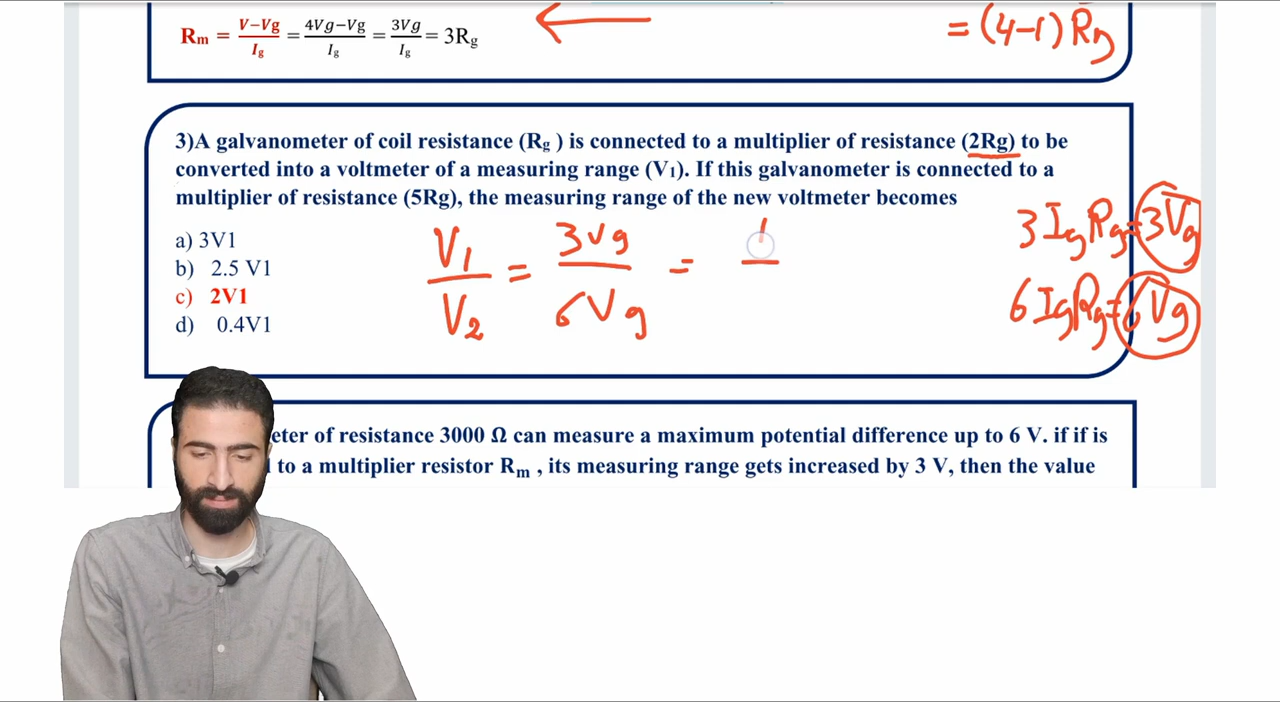 Rm = V−Vg/Ig = 4Vg−Vg/Ig = 3Vg/Ig = 3Rg
= (4-1) Rg
3)A galvanometer of coil resistance (Rg ) is connected to a multiplier of resistance (2Rg) to be
converted into a voltmeter of a measuring range (V1). If this galvanometer is connected to a
multiplier of resistance (5Rg), the measuring range of the new voltmeter becomes
a) 3V1
b) 2.5 V1
c) 2V1
d) 0.4V1
V1/V2 = 3Vg/6Vg = 1
3IgRg=3Vg
6IgRg=6Vg
eter of resistance 3000 Ω can measure a maximum potential difference up to 6 V. if if is
to a multiplier resistor Rm , its measuring range gets increased by 3 V, then the value